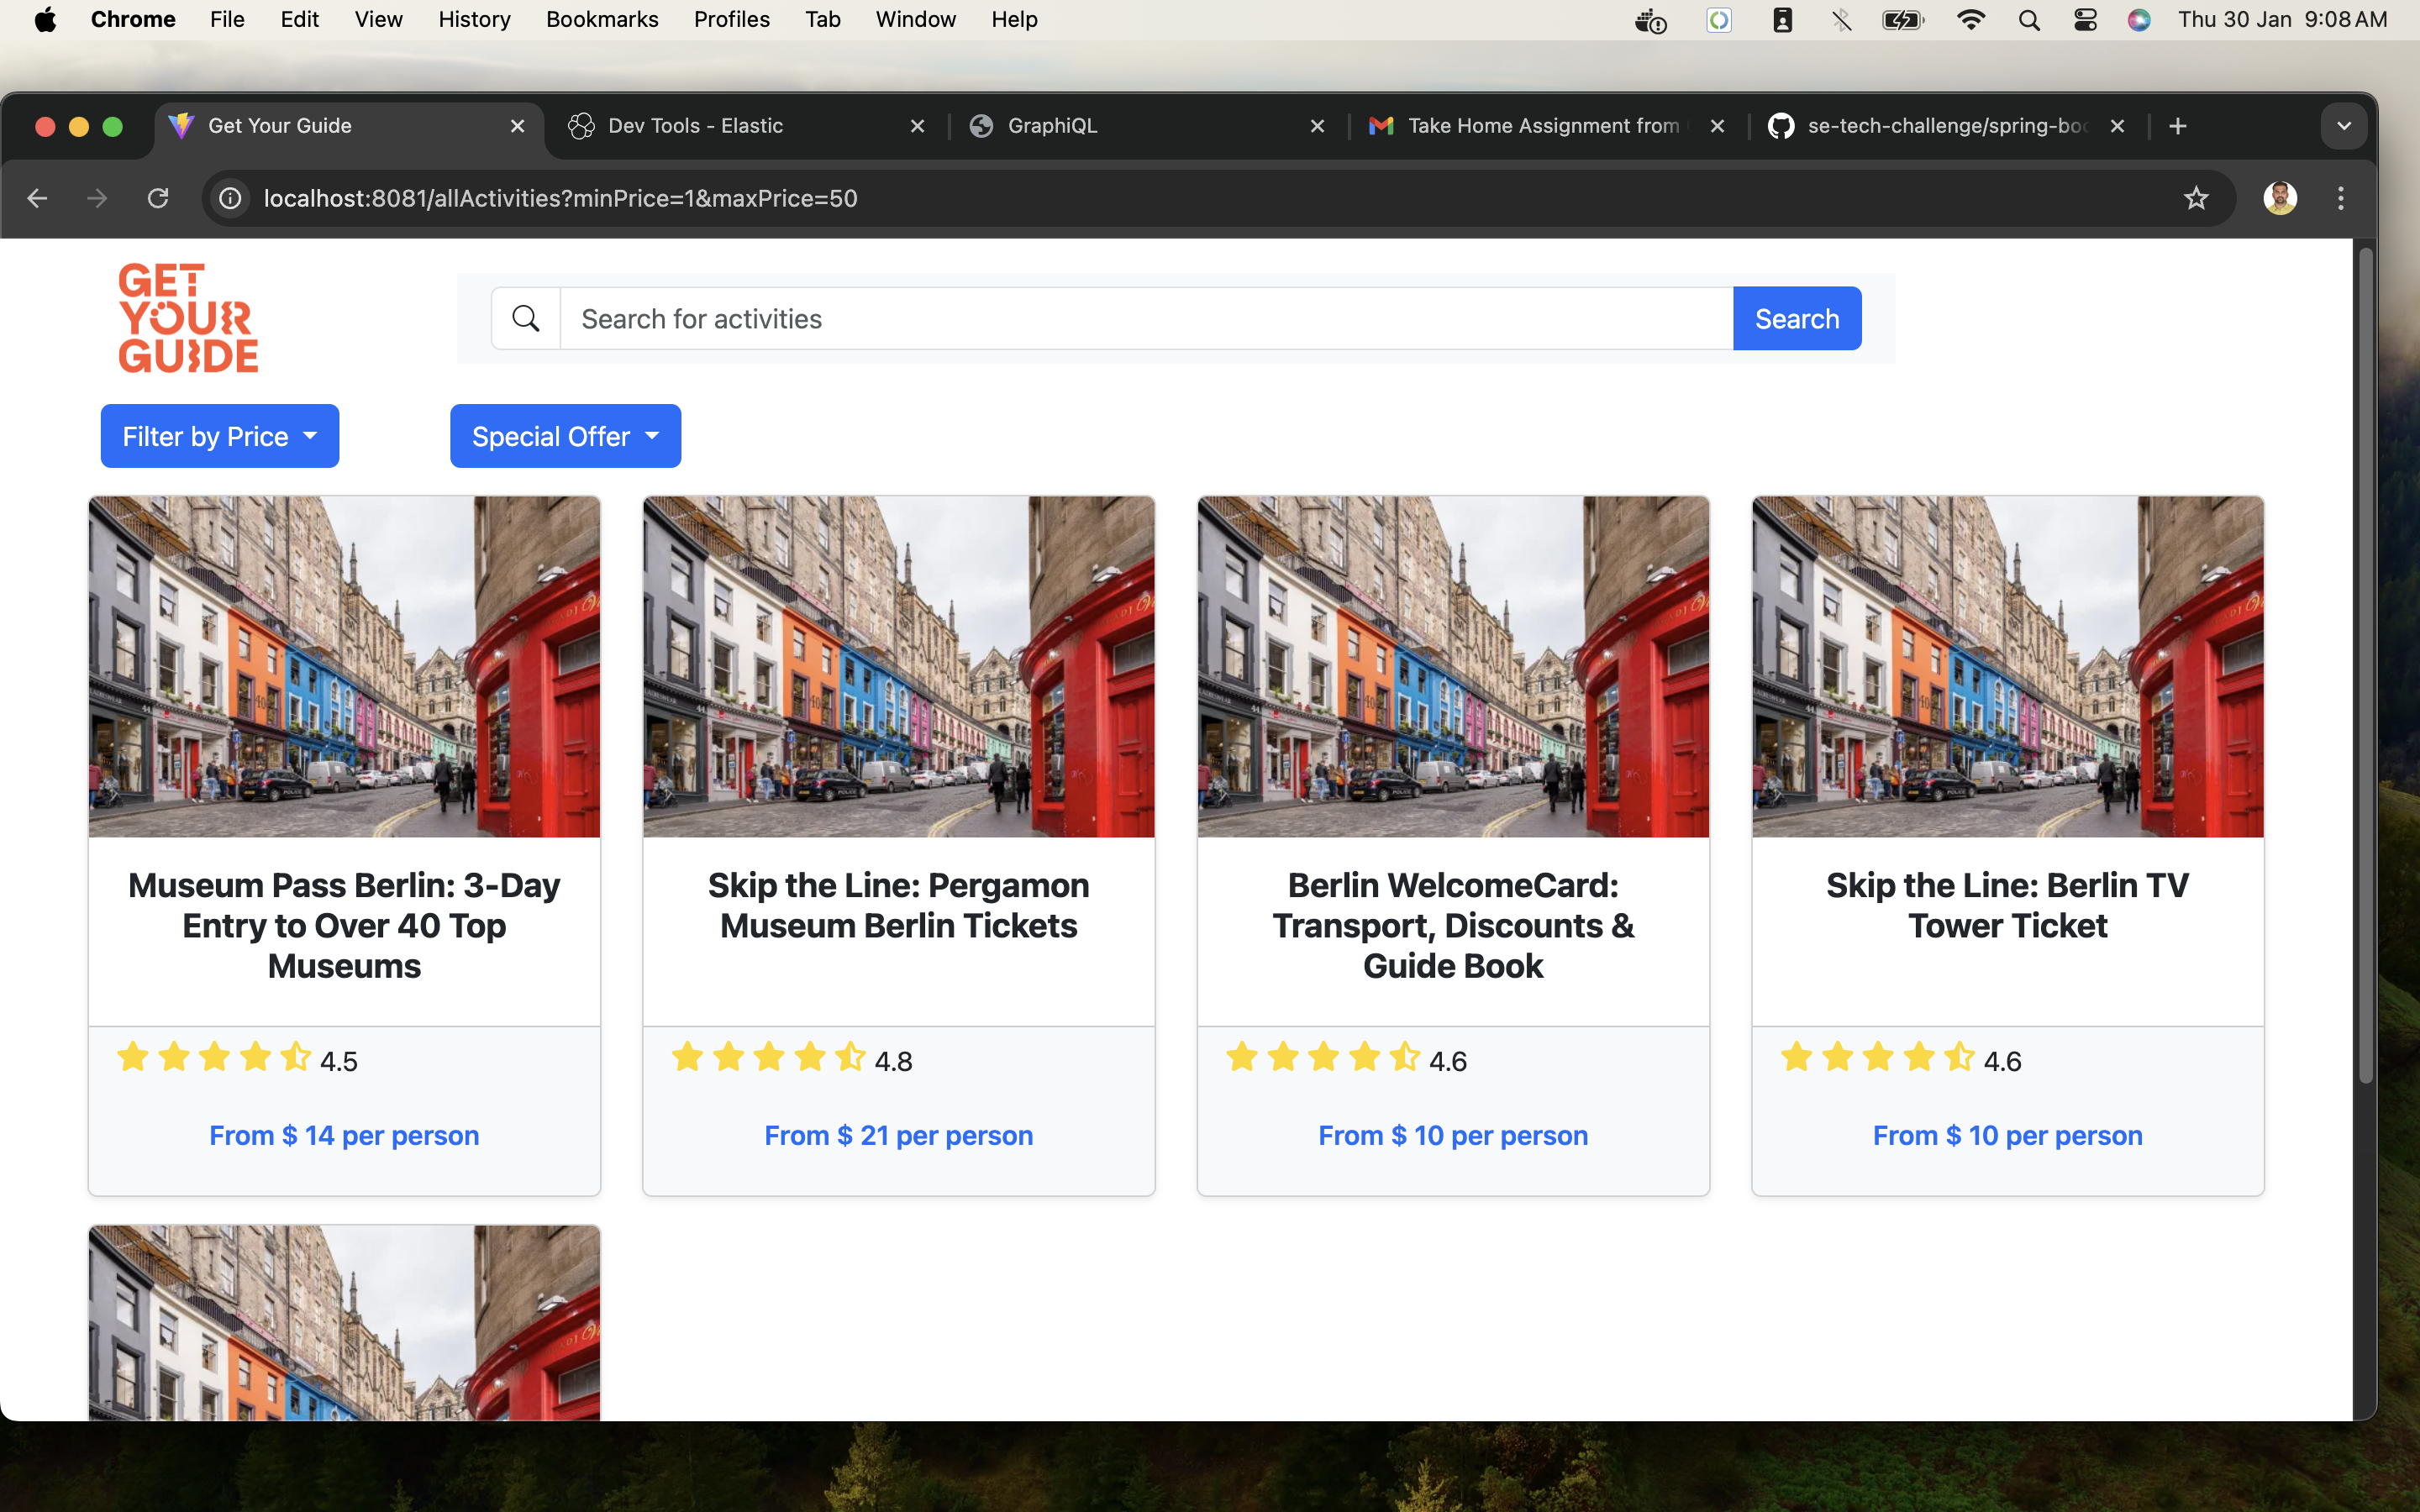 Chrome File Edit View History Bookmarks Profiles Tab Window Help Thu 30 Jan 9:08 AM
Get Your Guide Dev Tools - Elastic GraphiQL Take Home Assignment from se-tech-challenge/spring-boo
localhost:8081/allActivities?minPrice=1&maxPrice=50
GET
YOUR
GUIDE
Search for activities Search
Filter by Price Special Offer
Museum Pass Berlin: 3-Day
Entry to Over 40 Top
Museums
4.5
From $ 14 per person
Skip the Line: Pergamon
Museum Berlin Tickets
4.8
From $ 21 per person
Berlin WelcomeCard:
Transport, Discounts &
Guide Book
4.6
From $ 10 per person
Skip the Line: Berlin TV
Tower Ticket
4.6
From $ 10 per person